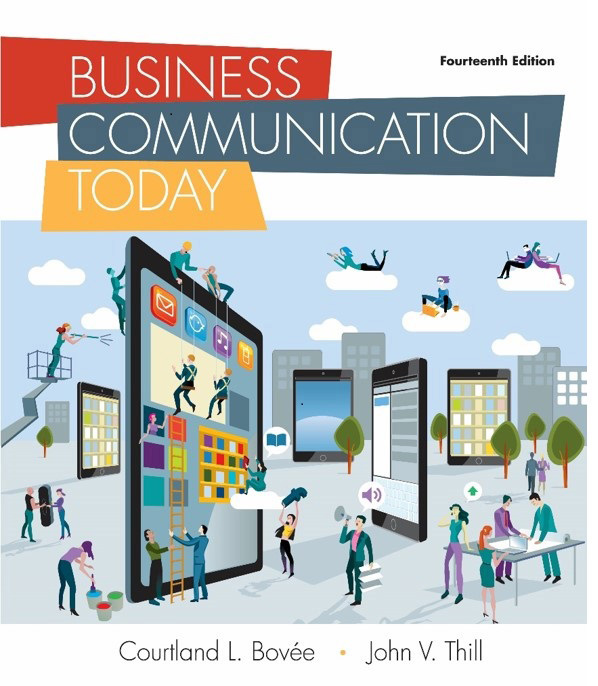 Fourteenth Edition
BUSINESS
COMMUNICATION
TODAY
Courtland L. Bovée • John V. Thill